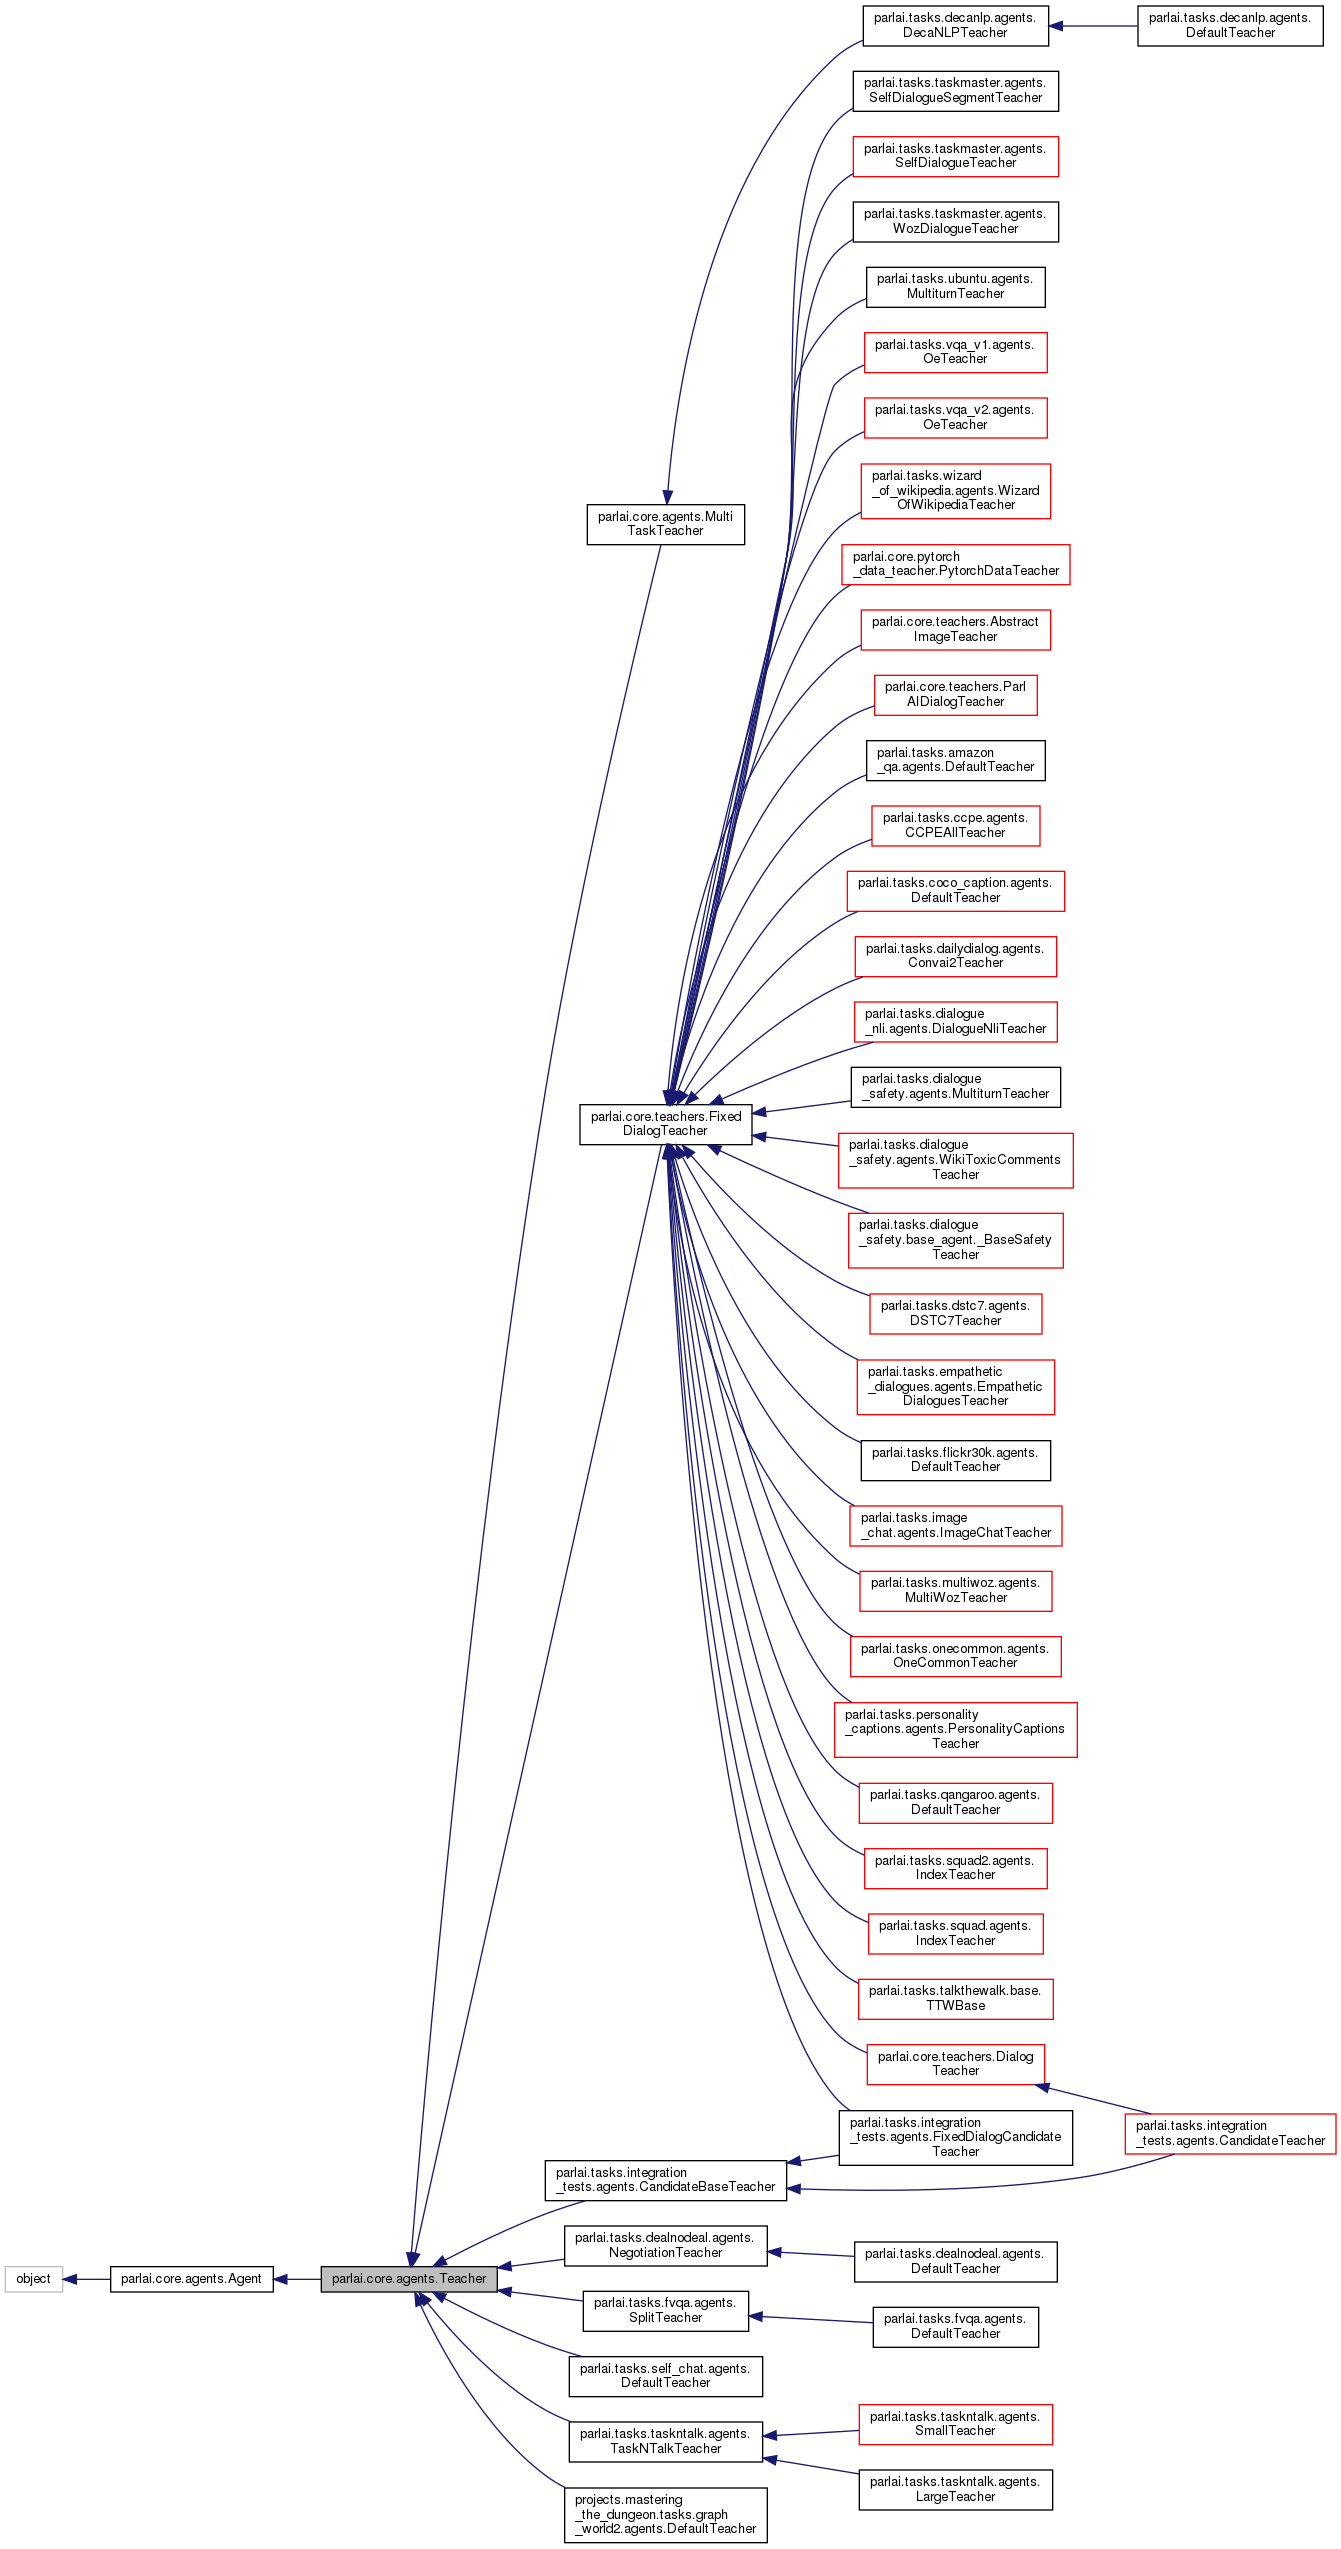 parlai.tasks.decanlp.agents.
DecaNLPTeacher
parlai.tasks.decanlp.agents.
DefaultTeacher
parlai.tasks.taskmaster.agents.
SelfDialogueSegmentTeacher
parlai.tasks.taskmaster.agents.
SelfDialogueTeacher
parlai.tasks.taskmaster.agents.
WozDialogueTeacher
parlai.tasks.ubuntu.agents.
MultiturnTeacher
parlai.tasks.vqa_v1.agents.
OeTeacher
parlai.tasks.vqa_v2.agents.
OeTeacher
parlai.tasks.wizard
_of_wikipedia.agents.Wizard
OfWikipediaTeacher
parlai.core.agents.Multi
TaskTeacher
parlai.core.pytorch
_data_teacher.PytorchDataTeacher
parlai.core.teachers.Abstract
ImageTeacher
parlai.core.teachers.Parl
AIDialogTeacher
parlai.tasks.amazon
_qa.agents.DefaultTeacher
parlai.tasks.ccpe.agents.
CCPEAllTeacher
parlai.tasks.coco_caption.agents.
DefaultTeacher
parlai.tasks.dailydialog.agents.
Convai2Teacher
parlai.tasks.dialogue
_nli.agents.DialogueNliTeacher
parlai.tasks.dialogue
_safety.agents.MultiturnTeacher
parlai.core.teachers.Fixed
DialogTeacher
parlai.tasks.dialogue
_safety.agents.WikiToxicComments
Teacher
parlai.tasks.dialogue
_safety.base_agent._BaseSafety
Teacher
parlai.tasks.dstc7.agents.
DSTC7Teacher
parlai.tasks.empathetic
_dialogues.agents.Empathetic
DialoguesTeacher
parlai.tasks.flickr30k.agents.
DefaultTeacher
parlai.tasks.image
_chat.agents.ImageChatTeacher
parlai.tasks.multiwoz.agents.
MultiWozTeacher
parlai.tasks.onecommon.agents.
OneCommonTeacher
parlai.tasks.personality
_captions.agents.PersonalityCaptions
Teacher
parlai.tasks.qangaroo.agents.
DefaultTeacher
parlai.tasks.squad2.agents.
IndexTeacher
parlai.tasks.squad.agents.
IndexTeacher
parlai.tasks.talkthewalk.base.
TTWBase
parlai.core.teachers.Dialog
Teacher
parlai.tasks.integration
_tests.agents.FixedDialogCandidate
Teacher
parlai.tasks.integration
_tests.agents.CandidateTeacher
parlai.tasks.integration
_tests.agents.CandidateBaseTeacher
parlai.tasks.dealnodeal.agents.
NegotiationTeacher
parlai.tasks.dealnodeal.agents.
DefaultTeacher
object
parlai.core.agents.Agent
parlai.core.agents.Teacher
parlai.tasks.fvqa.agents.
SplitTeacher
parlai.tasks.fvqa.agents.
DefaultTeacher
parlai.tasks.self_chat.agents.
DefaultTeacher
parlai.tasks.taskntalk.agents.
TaskNTalkTeacher
parlai.tasks.taskntalk.agents.
SmallTeacher
parlai.tasks.taskntalk.agents.
LargeTeacher
projects.mastering
_the_dungeon.tasks.graph
_world2.agents.DefaultTeacher